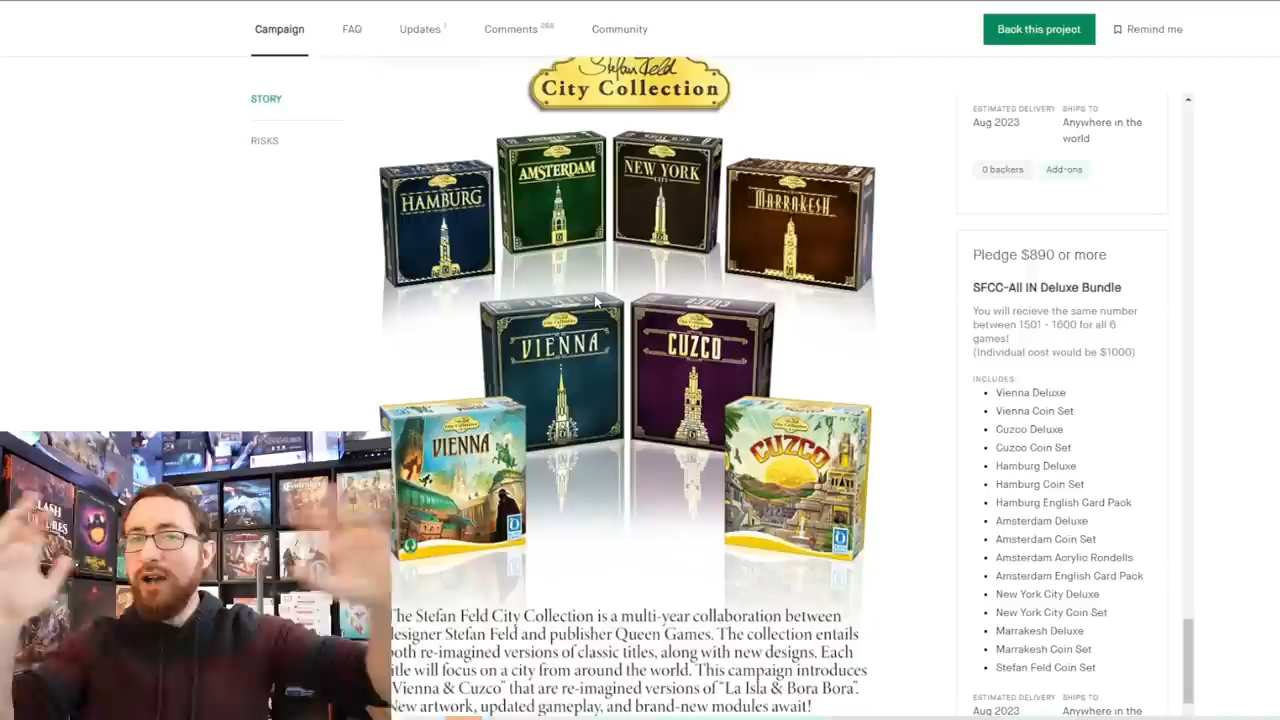 Campaign
FAQ
Updates 1
Comments
Community
Back this project
Remind me
STORY
RISKS
Stefan Feld
City Collection
HAMBURG
AMSTERDAM
NEW YORK
CITY
MARRAKESH
VIENNA
CUZCO
VIENNA
CUZCO
The Stefan Feld City Collection is a multi-year collaboration between
designer Stefan Feld and publisher Queen Games. The collection entails
both re-imagined versions of classic titles, along with new designs. Each
title will focus on a city from around the world. This campaign introduces
"Vienna & Cuzco" that are re-imagined versions of "La Isla & Bora Bora".
New artwork, updated gameplay, and brand-new modules await!
ESTIMATED DELIVERY
Aug 2023
SHIPS TO
Anywhere in the
world
0 backers
Add-ons
Pledge $890 or more
SFCC-All IN Deluxe Bundle
You will recieve the same number
between 1501 - 1600 for all 6
games!
(Individual cost would be $1000)
INCLUDES:
Vienna Deluxe
Vienna Coin Set
Cuzco Deluxe
Cuzco Coin Set
Hamburg Deluxe
Hamburg Coin Set
Hamburg English Card Pack
Amsterdam Deluxe
Amsterdam Coin Set
Amsterdam Acrylic Rondells
Amsterdam English Card Pack
New York City Deluxe
New York City Coin Set
Marrakesh Deluxe
Marrakesh Coin Set
Stefan Feld Coin Set
ESTIMATED DELIVERY
Aug 2023
SHIPS TO
Anywhere in the